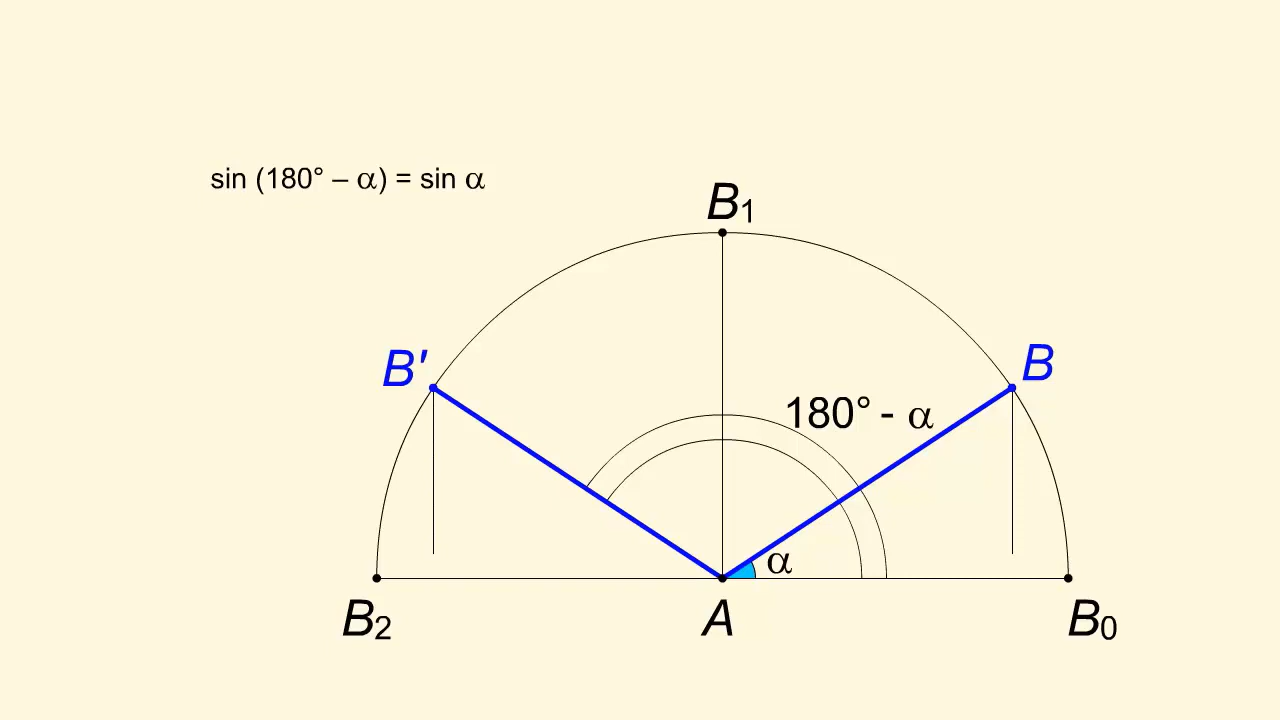 sin (180° – α) = sin α
B₁
B′
B
180° - α
α
B₂
A
B₀